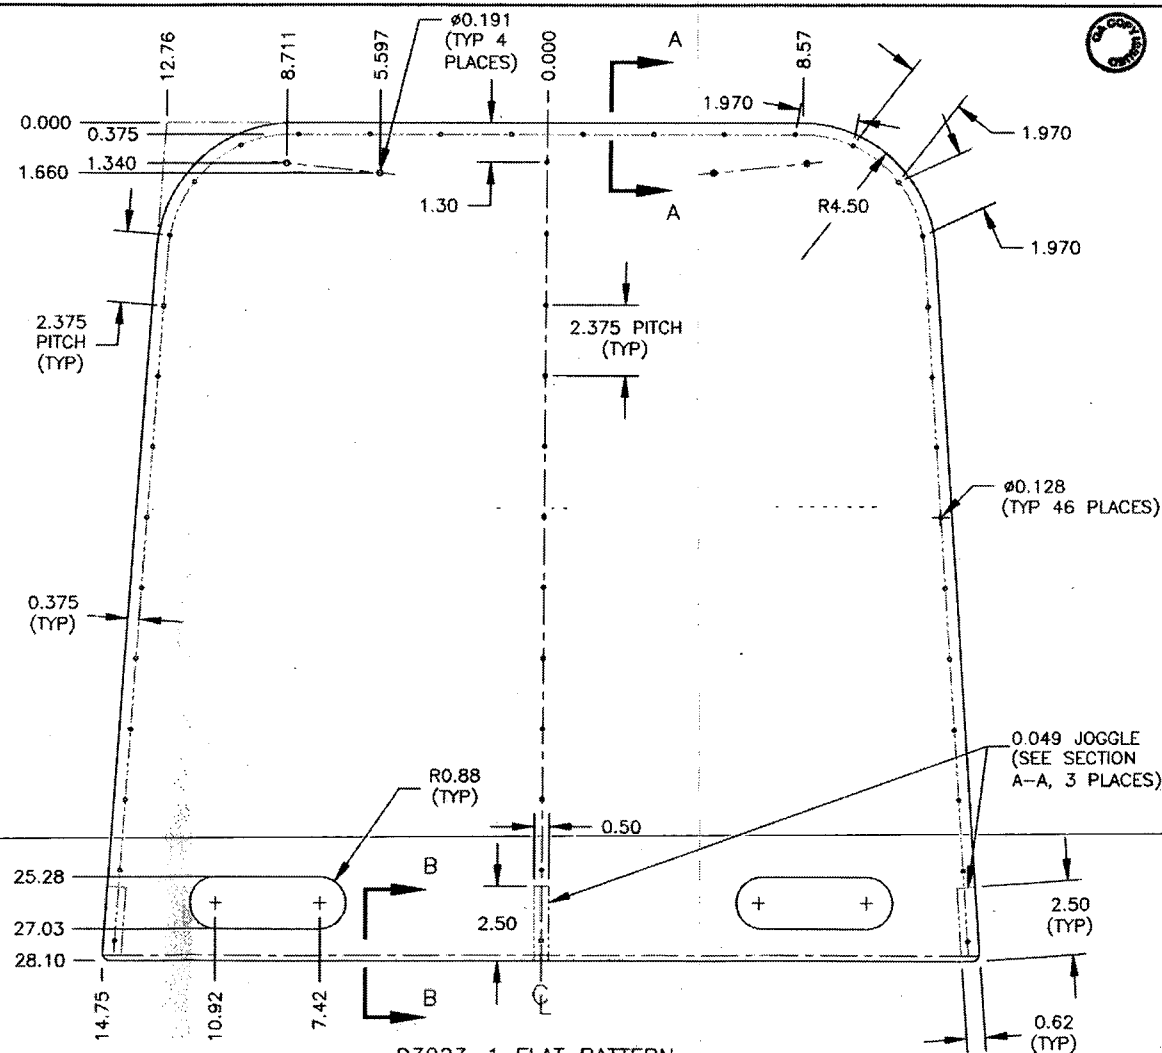 12.76
8.711
ø0.191
(TYP 4
PLACES)
5.597
0.000
A
8.57
1.970
0.000
0.375
1.340
1.660
1.970
1.30
A
R4.50
1.970
2.375
PITCH
(TYP)
2.375 PITCH
(TYP)
ø0.128
(TYP 46 PLACES)
0.375
(TYP)
0.049 JOGGLE
(SEE SECTION
A-A, 3 PLACES)
R0.88
(TYP)
0.50
25.28
B
2.50
2.50
(TYP)
27.03
28.10
14.75
10.92
7.42
B
CL
0.62
(TYP)